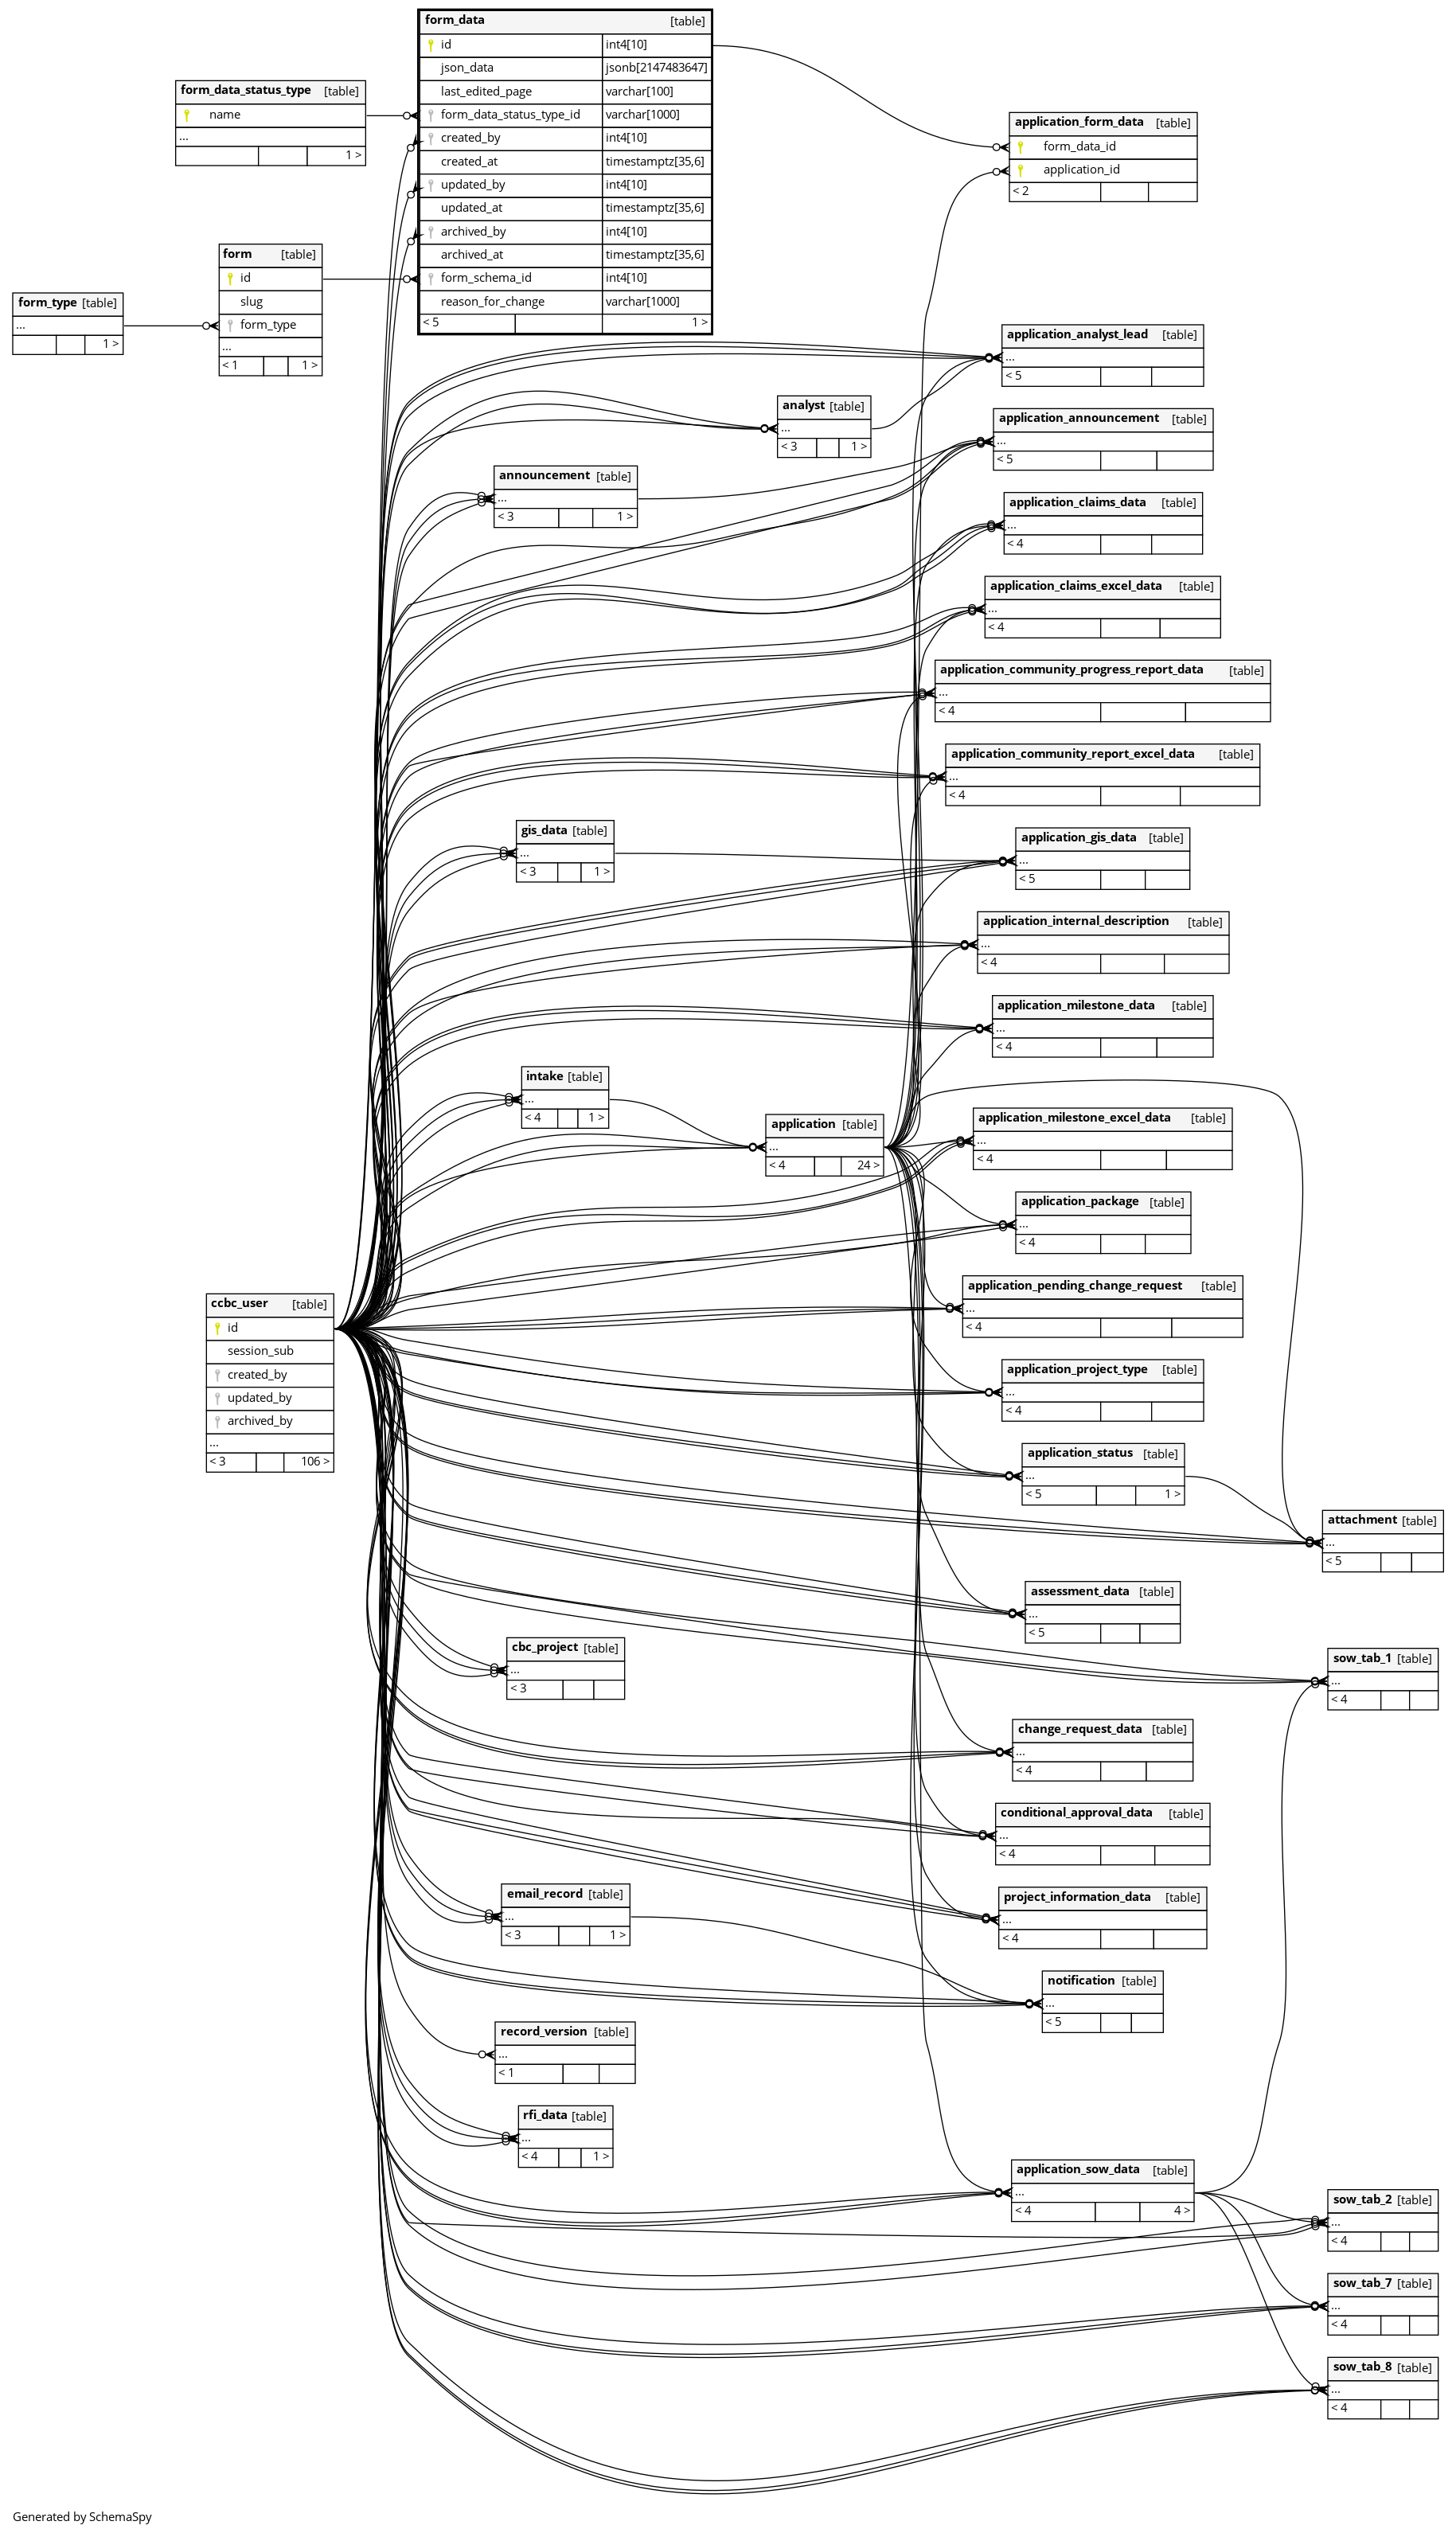 form_data [table]
id int4[10]
json_data jsonb[2147483647]
last_edited_page varchar[100]
form_data_status_type_id varchar[1000]
created_by int4[10]
created_at timestamptz[35,6]
updated_by int4[10]
updated_at timestamptz[35,6]
archived_by int4[10]
archived_at timestamptz[35,6]
form_schema_id int4[10]
reason_for_change varchar[1000]
< 5 1 >
form_data_status_type [table]
name
...
1 >
application_form_data [table]
form_data_id
application_id
< 2
form [table]
id
slug
form_type
...
< 1 1 >
form_type [table]
...
1 >
application_analyst_lead [table]
...
< 5
analyst [table]
...
< 3 1 >
application_announcement [table]
...
< 5
announcement [table]
...
< 3 1 >
application_claims_data [table]
...
< 4
application_claims_excel_data [table]
...
< 4
application_community_progress_report_data [table]
...
< 4
application_community_report_excel_data [table]
...
< 4
gis_data [table]
...
< 3 1 >
application_gis_data [table]
...
< 5
application_internal_description [table]
...
< 4
application_milestone_data [table]
...
< 4
intake [table]
...
< 4 1 >
application [table]
...
< 4 24 >
application_milestone_excel_data [table]
...
< 4
application_package [table]
...
< 4
application_pending_change_request [table]
...
< 4
ccbc_user [table]
id
session_sub
created_by
updated_by
archived_by
...
< 3 106 >
application_project_type [table]
...
< 4
application_status [table]
...
< 5 1 >
attachment [table]
...
< 5
assessment_data [table]
...
< 5
cbc_project [table]
...
< 3
sow_tab_1 [table]
...
< 4
change_request_data [table]
...
< 4
conditional_approval_data [table]
...
< 4
email_record [table]
...
< 3 1 >
project_information_data [table]
...
< 4
notification [table]
...
< 5
record_version [table]
...
< 1
rfi_data [table]
...
< 4 1 >
application_sow_data [table]
...
< 4 4 >
sow_tab_2 [table]
...
< 4
sow_tab_7 [table]
...
< 4
sow_tab_8 [table]
...
< 4
Generated by SchemaSpy